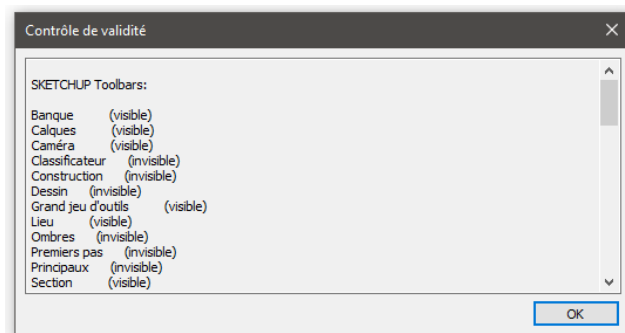 Contrôle de validité
SKETCHUP Toolbars:
Banque (visible)
Calques (visible)
Caméra (visible)
Classificateur (invisible)
Construction (invisible)
Dessin (invisible)
Grand jeu d'outils (visible)
Lieu (visible)
Ombres (invisible)
Premiers pas (invisible)
Principaux (invisible)
Section (visible)
OK